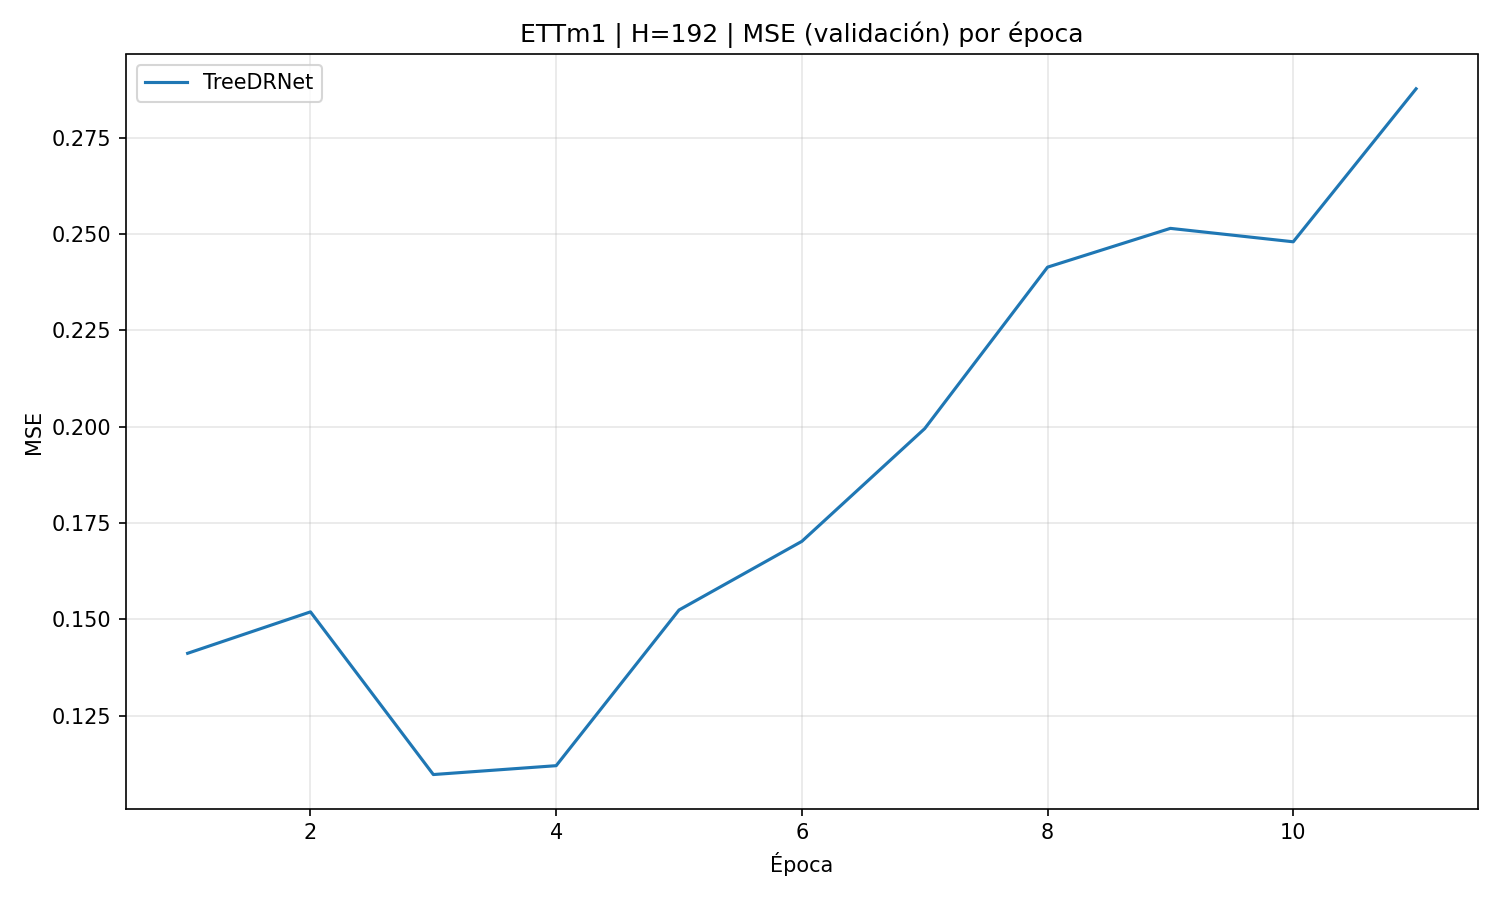 ETTm1 | H=192 | MSE (validación) por época
TreeDRNet
0.275
0.250
0.225
0.200
0.175
0.150
0.125
MSE
2 4 6 8 10
Época